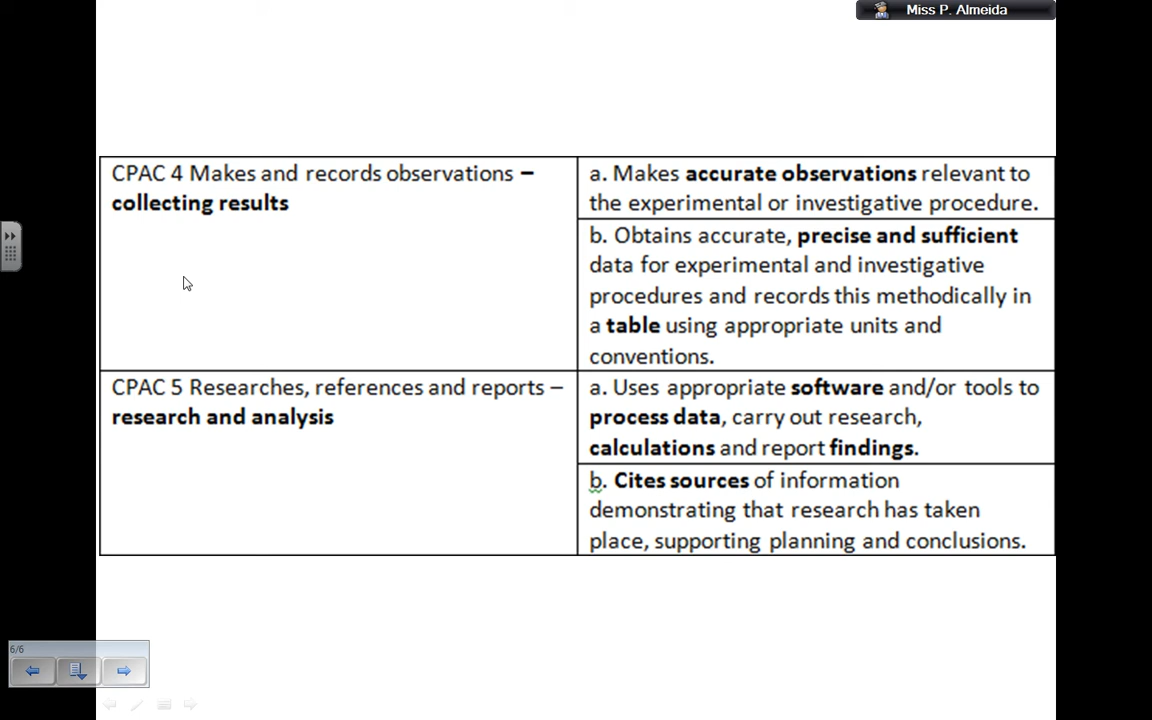 Miss P. Almeida
CPAC 4 Makes and records observations –
collecting results
a. Makes accurate observations relevant to
the experimental or investigative procedure.
b. Obtains accurate, precise and sufficient
data for experimental and investigative
procedures and records this methodically in
a table using appropriate units and
conventions.
CPAC 5 Researches, references and reports –
research and analysis
a. Uses appropriate software and/or tools to
process data, carry out research,
calculations and report findings.
b. Cites sources of information
demonstrating that research has taken
place, supporting planning and conclusions.
6/6